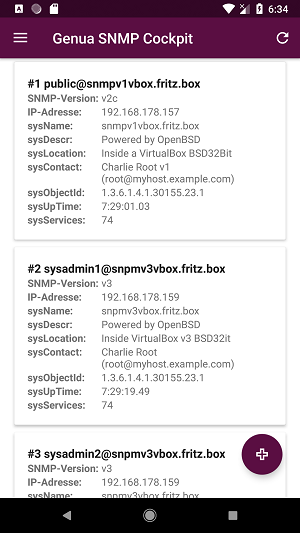 6:34
Genua SNMP Cockpit
#1 public@snmpv1vbox.fritz.box
SNMP-Version: v2c
IP-Adresse: 192.168.178.157
sysName: snmpv1vbox.fritz.box
sysDescr: Powered by OpenBSD
sysLocation: Inside a VirtualBox BSD32Bit
sysContact: Charlie Root v1
(root@myhost.example.com)
sysObjectId: 1.3.6.1.4.1.30155.23.1
sysUpTime: 7:29:01.03
sysServices: 74
#2 sysadmin1@snpmv3vbox.fritz.box
SNMP-Version: v3
IP-Adresse: 192.168.178.159
sysName: snpmv3vbox.fritz.box
sysDescr: Powered by OpenBSD
sysLocation: Inside VirtualBox v3 BSD32it
sysContact: Charlie Root
(root@myhost.example.com)
sysObjectId: 1.3.6.1.4.1.30155.23.1
sysUpTime: 7:29:19.49
sysServices: 74
#3 sysadmin2@snpmv3vbox.fritz.box
SNMP-Version: v3
IP-Adresse: 192.168.178.159
sysName: snpmv3vbox.fritz.box